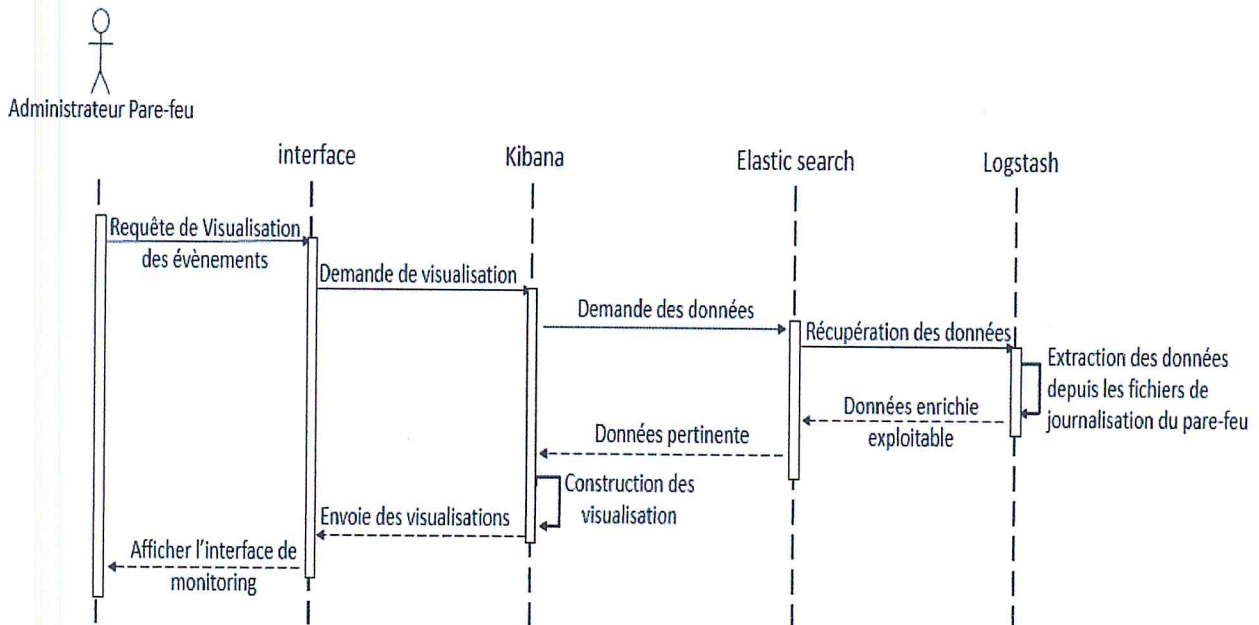 Administrateur Pare-feu
interface
Kibana
Elastic search
Logstash
Requête de Visualisation
des évènements
Demande de visualisation
Demande des données
Récupération des données
Extraction des données
depuis les fichiers de
journalisation du pare-feu
Données enrichie
exploitable
Données pertinente
Construction des
visualisation
Envoie des visualisations
Afficher l'interface de
monitoring